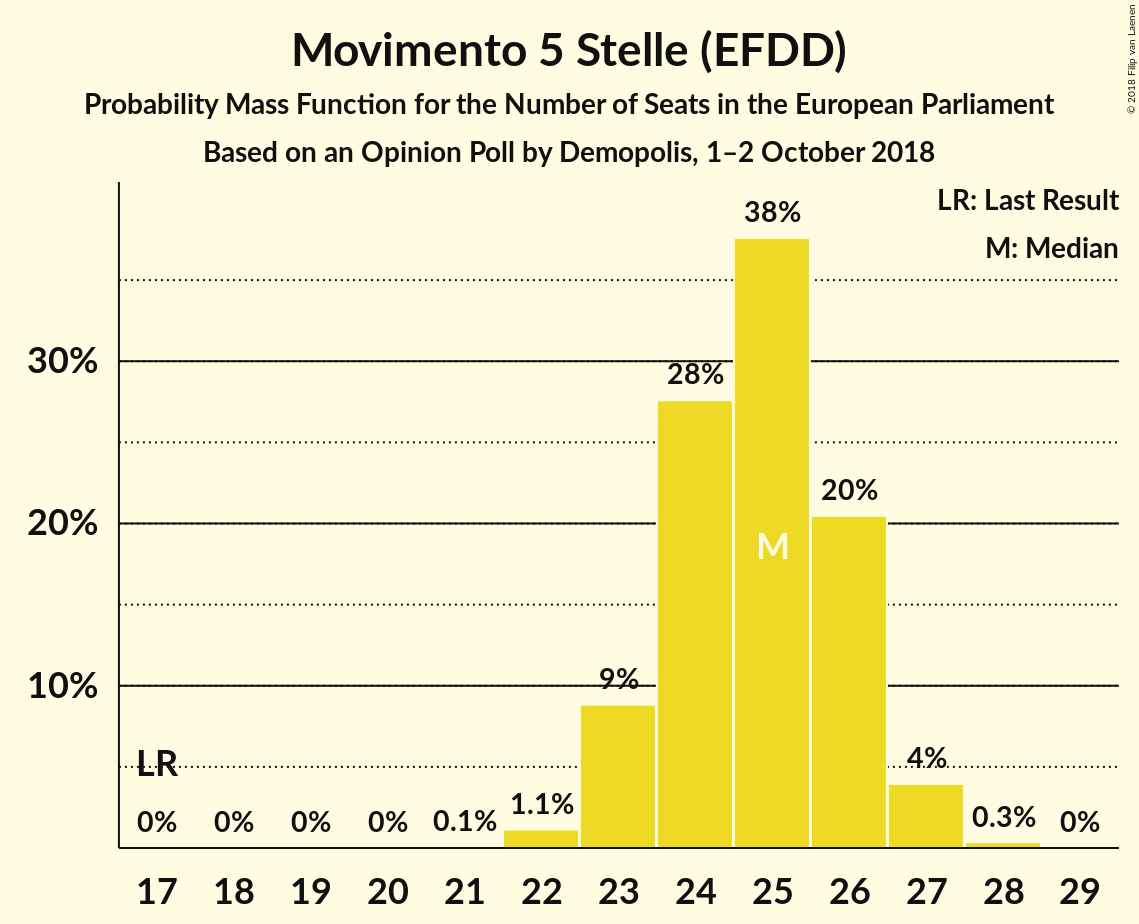 Movimento 5 Stelle (EFDD)
Probability Mass Function for the Number of Seats in the European Parliament
Based on an Opinion Poll by Demopolis, 1–2 October 2018
© 2018 Filip van Laenen
LR: Last Result
M: Median
38%
30%
28%
20%
20%
M
10%
9%
LR
4%
0% 0% 0% 0% 0.1% 1.1% 0.3% 0%
17 18 19 20 21 22 23 24 25 26 27 28 29